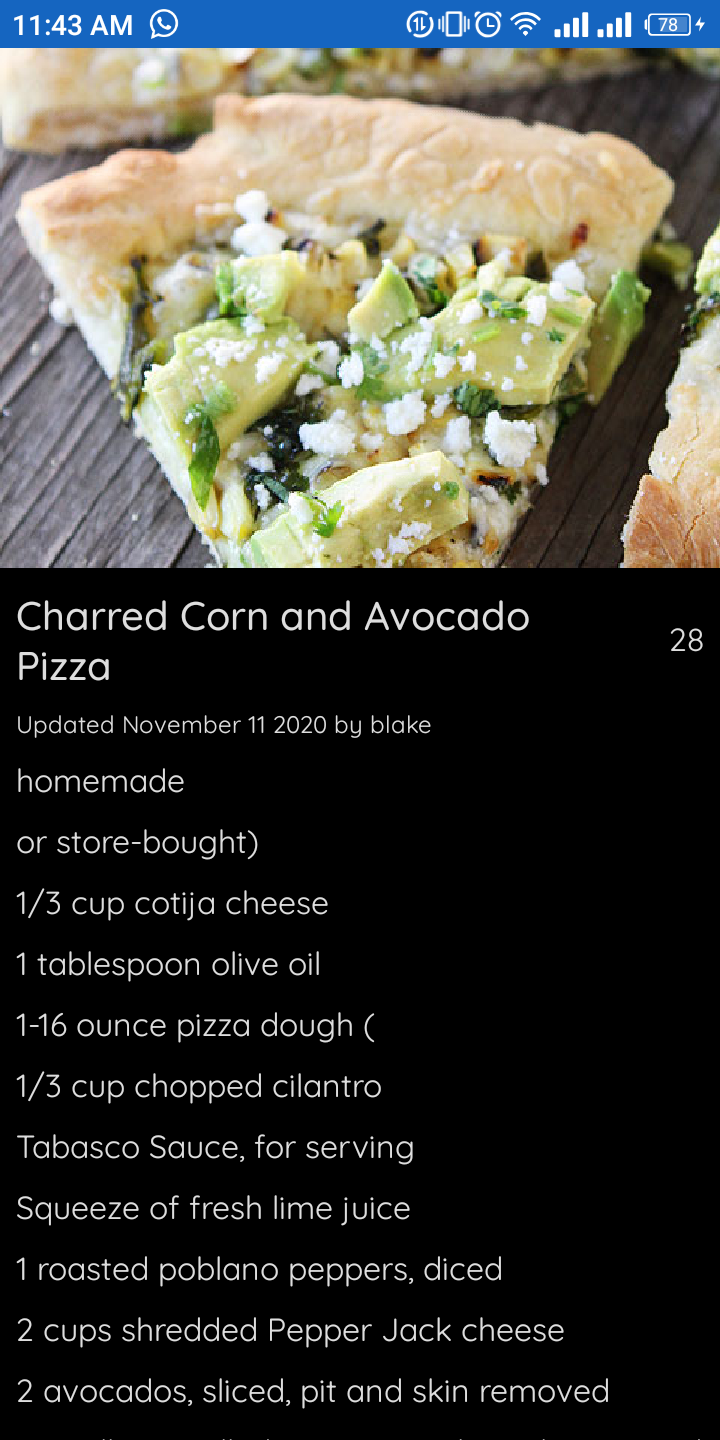 11:43 AM
78
Charred Corn and Avocado
Pizza
28
Updated November 11 2020 by blake
homemade
or store-bought)
1/3 cup cotija cheese
1 tablespoon olive oil
1-16 ounce pizza dough (
1/3 cup chopped cilantro
Tabasco Sauce, for serving
Squeeze of fresh lime juice
1 roasted poblano peppers, diced
2 cups shredded Pepper Jack cheese
2 avocados, sliced, pit and skin removed